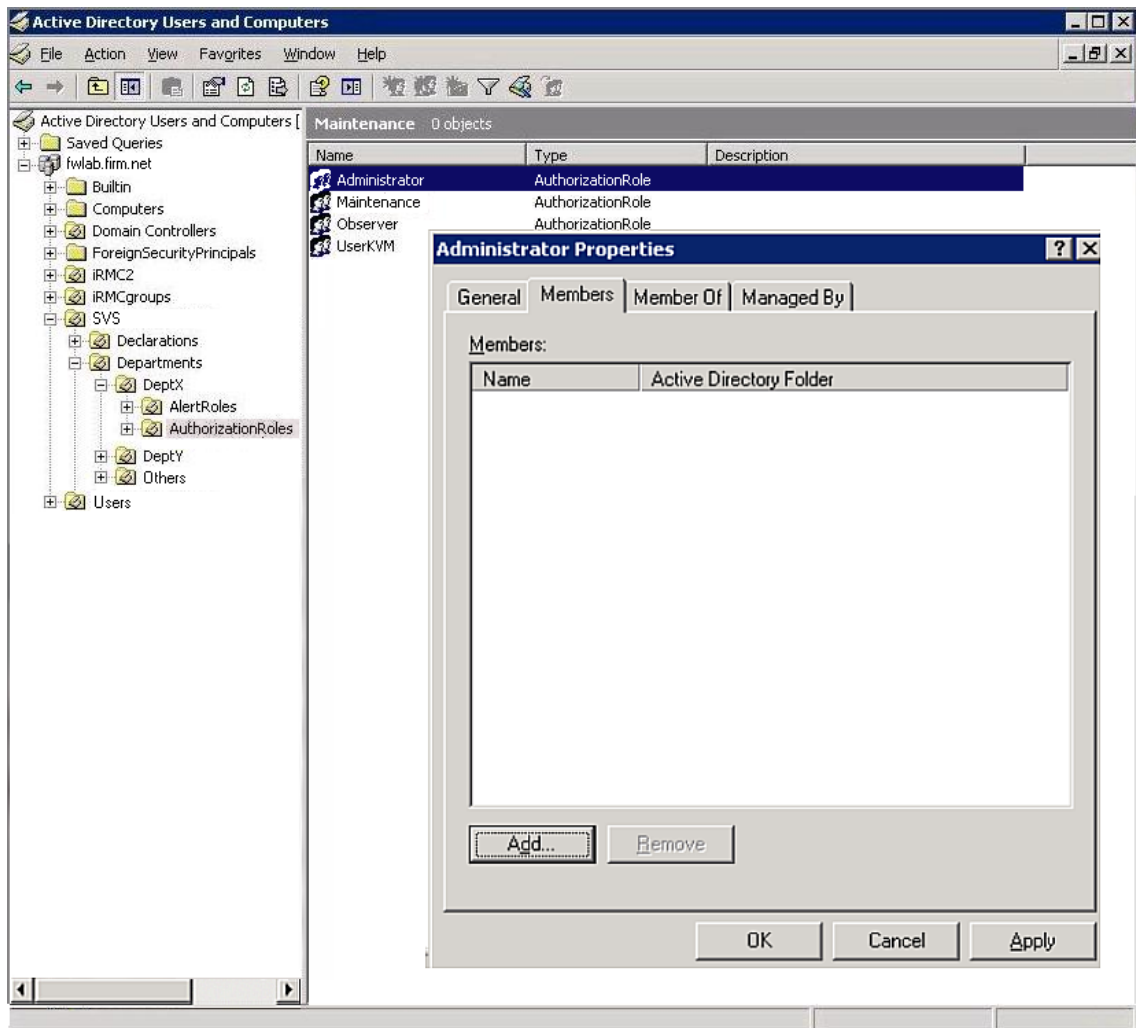 Active Directory Users and Computers
File Action View Favorites Window Help
Active Directory Users and Computers [
Saved Queries
fwlab.firm.net
Builtin
Computers
Domain Controllers
ForeignSecurityPrincipals
iRMC2
iRMCgroups
SVS
Declarations
Departments
DeptX
AlertRoles
AuthorizationRoles
DeptY
Others
Users
Maintenance 0 objects
Name Type Description
Administrator AuthorizationRole
Maintenance AuthorizationRole
Observer AuthorizationRole
UserKVM
Administrator Properties
General Members Member Of Managed By
Members:
Name Active Directory Folder
Add... Remove
OK Cancel Apply